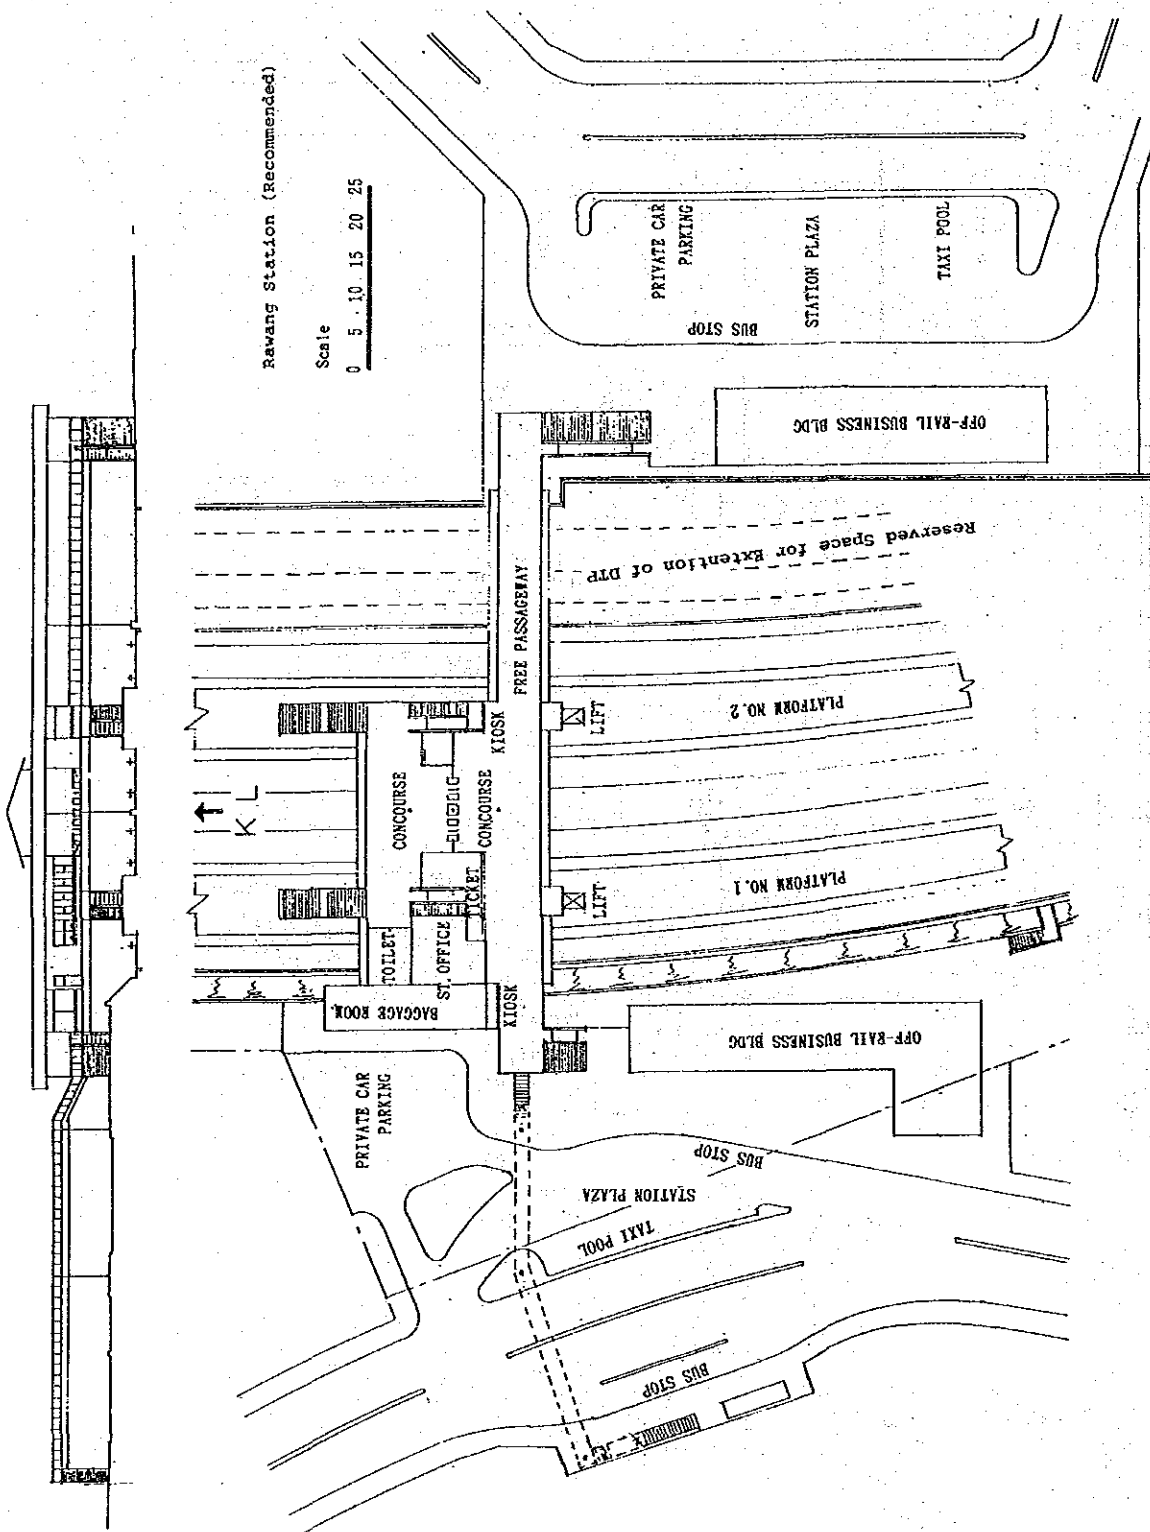 Rawang Station (Recommended)
Scale
0 5 10 15 20 25
PRIVATE CAR
PARKING
STATION PLAZA
TAXI POOL
BUS STOP
OFF-RAIL BUSINESS BLDG
Reserved Space for Extention of DTP
FREE PASSAGEWAY
KL
CONCOURSE
CONCOURSE
KIOSK
LIFT
PLATFORM NO.2
TICKET
LIFT
PLATFORM NO.1
TOILET
ST.OFFICE
BAGGAGE ROOM.
KIOSK
OFF-RAIL BUSINESS BLDG
PRIVATE CAR
PARKING
BUS STOP
STATION PLAZA
TAXI POOL
BUS STOP